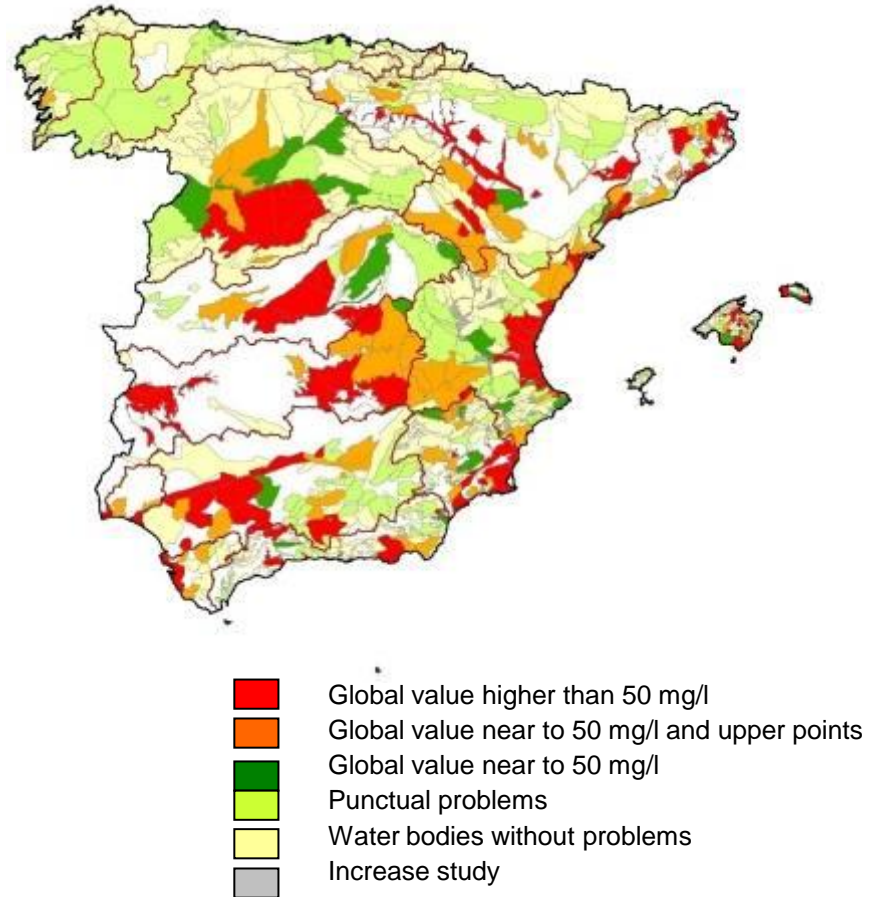 Global value higher than 50 mg/l
Global value near to 50 mg/l and upper points
Global value near to 50 mg/l
Punctual problems
Water bodies without problems
Increase study